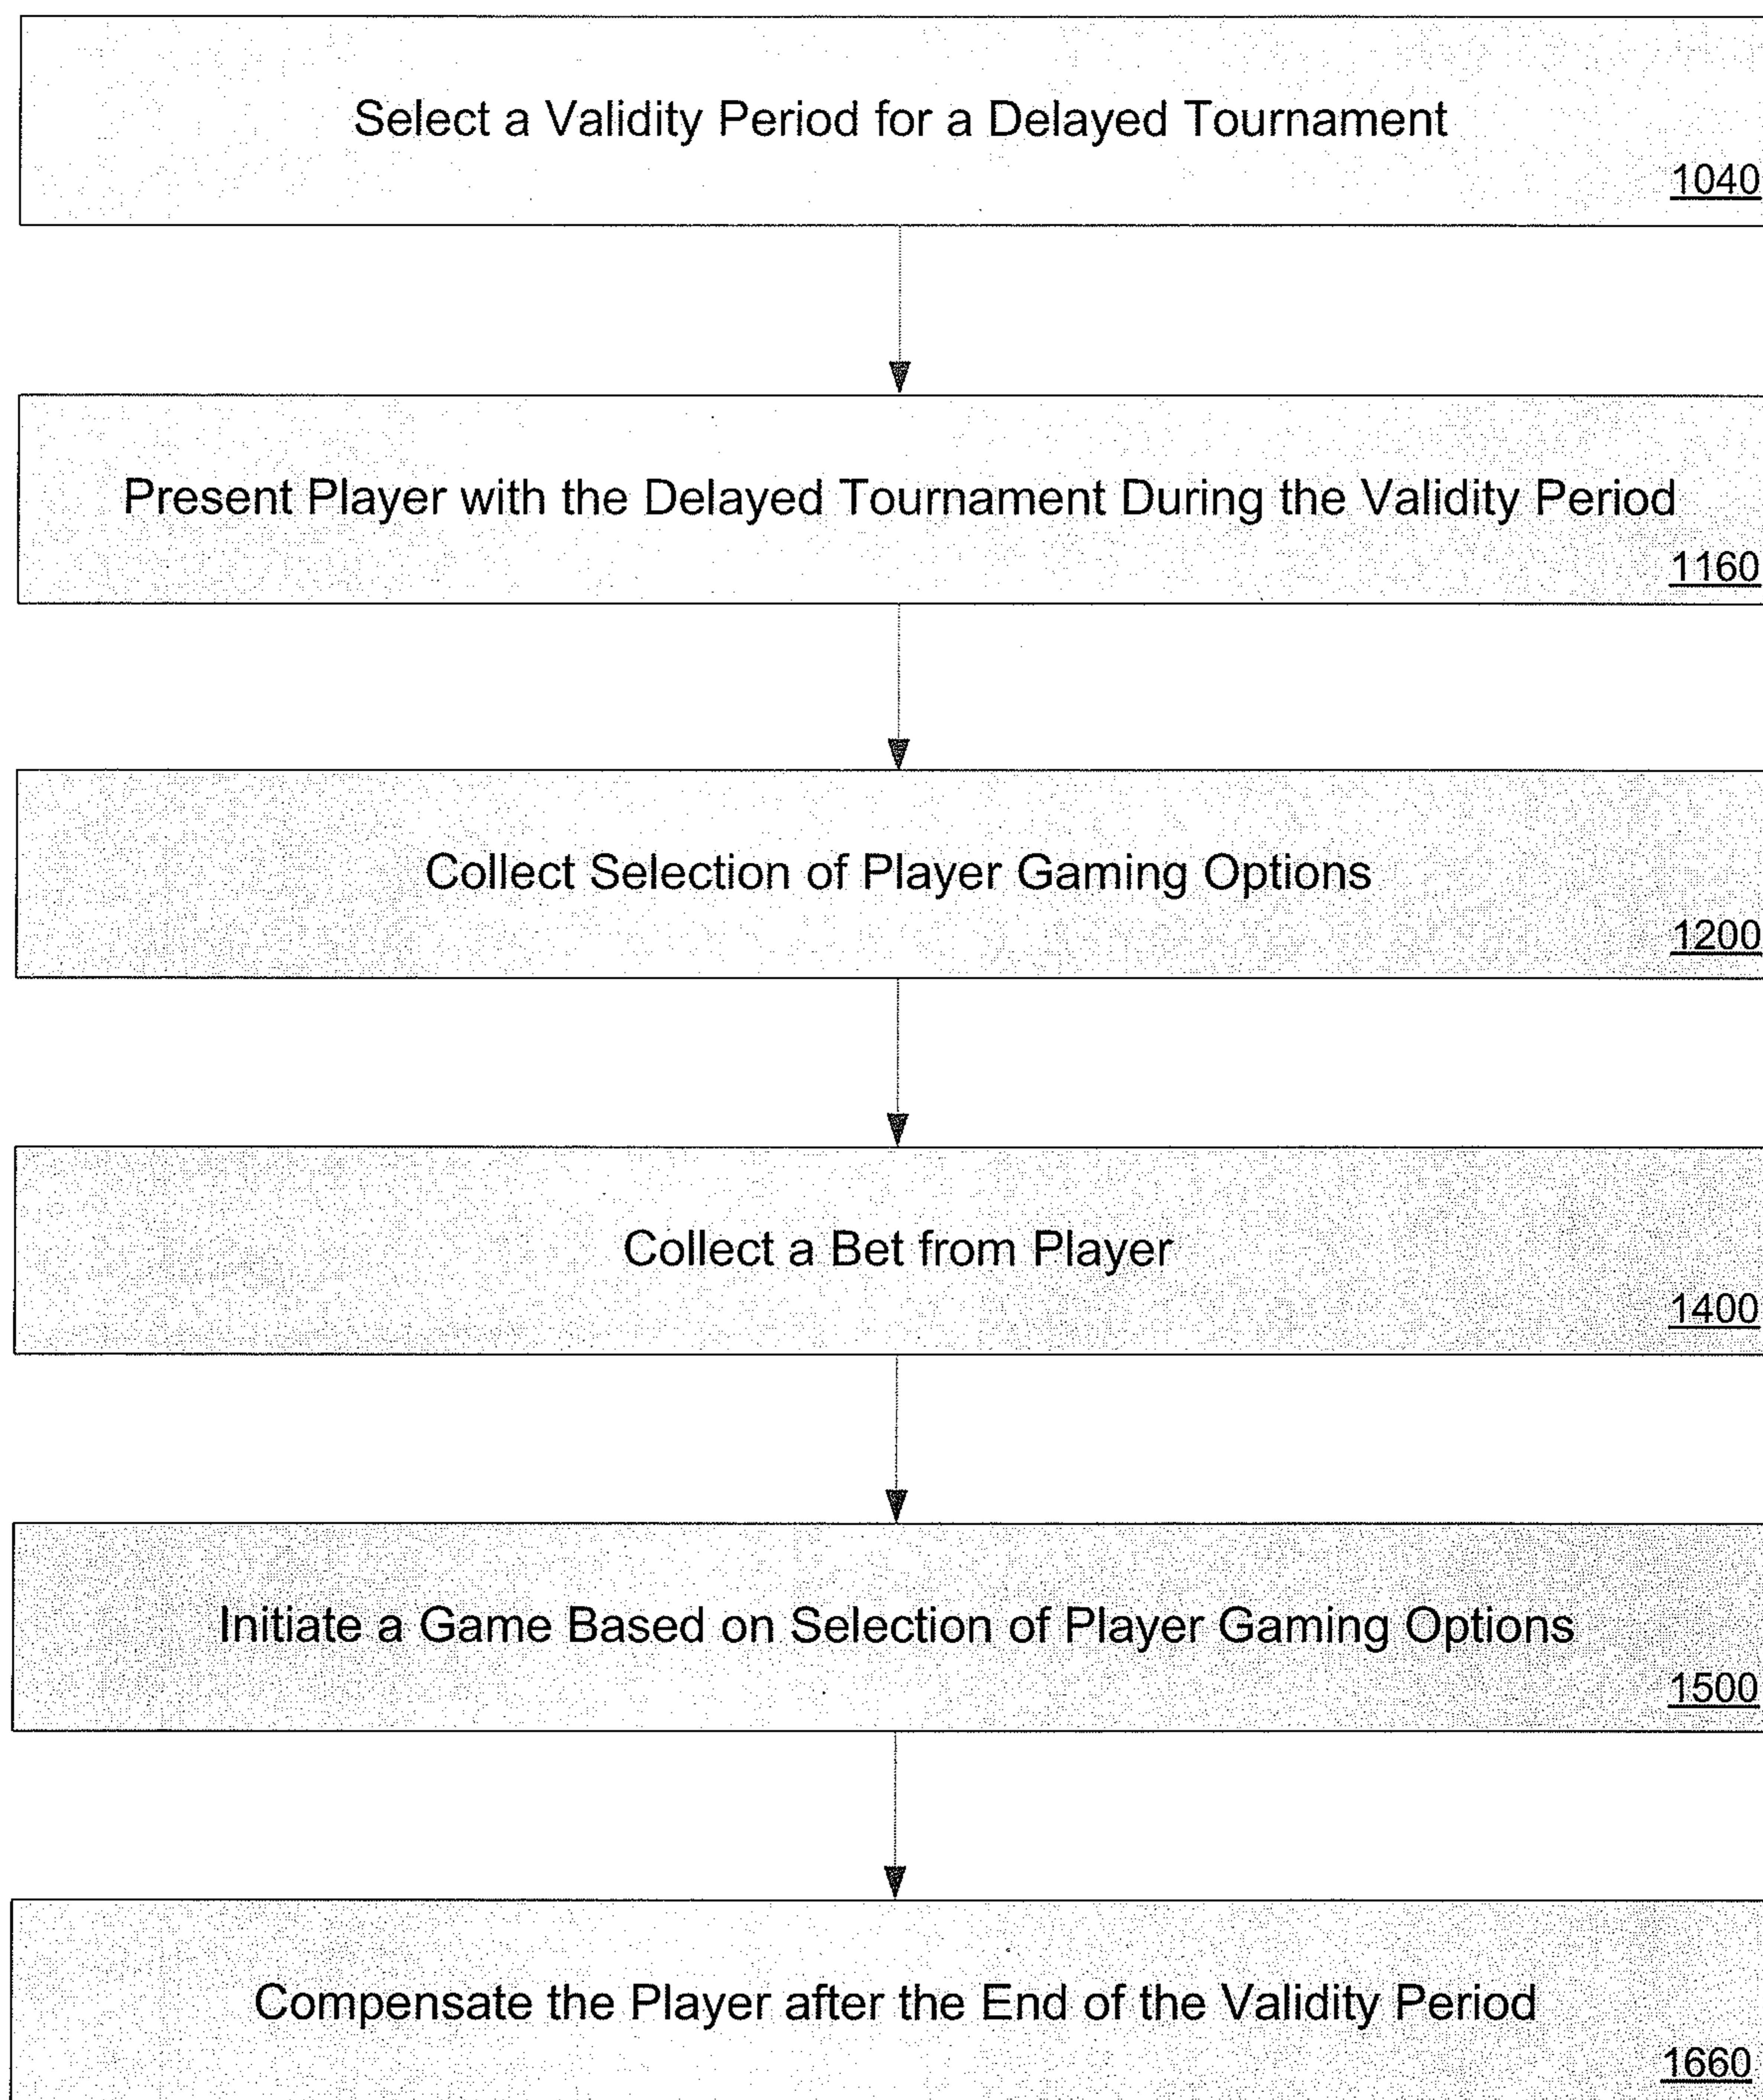 Select a Validity Period for a Delayed Tournament
1040
Present Player with the Delayed Tournament During the Validity Period
1160
Collect Selection of Player Gaming Options
1200
Collect a Bet from Player
1400
Initiate a Game Based on Selection of Player Gaming Options
1500
Compensate the Player after the End of the Validity Period
1660